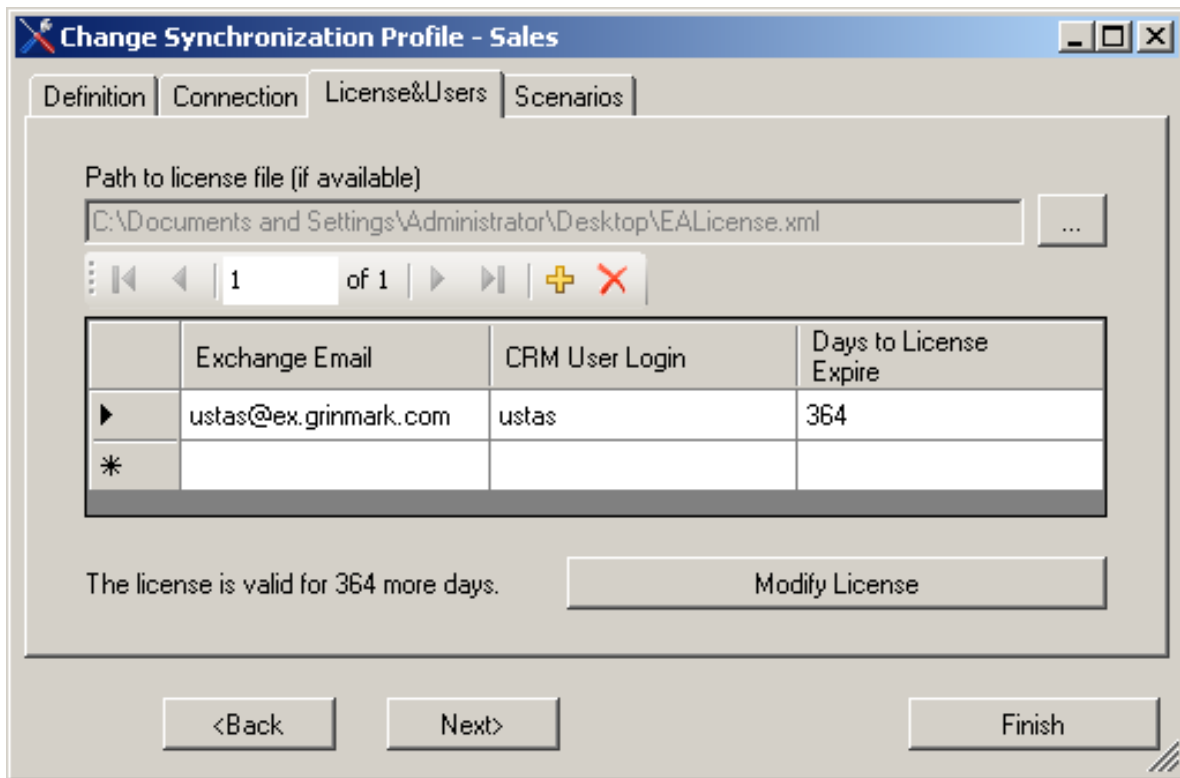 Change Synchronization Profile - Sales
Definition Connection License&Users Scenarios
Path to license file (if available)
C:\Documents and Settings\Administrator\Desktop\EALicense.xml ...
1 of 1
Exchange Email CRM User Login Days to License Expire
ustas@ex.grinmark.com ustas 364
The license is valid for 364 more days. Modify License
<Back Next> Finish